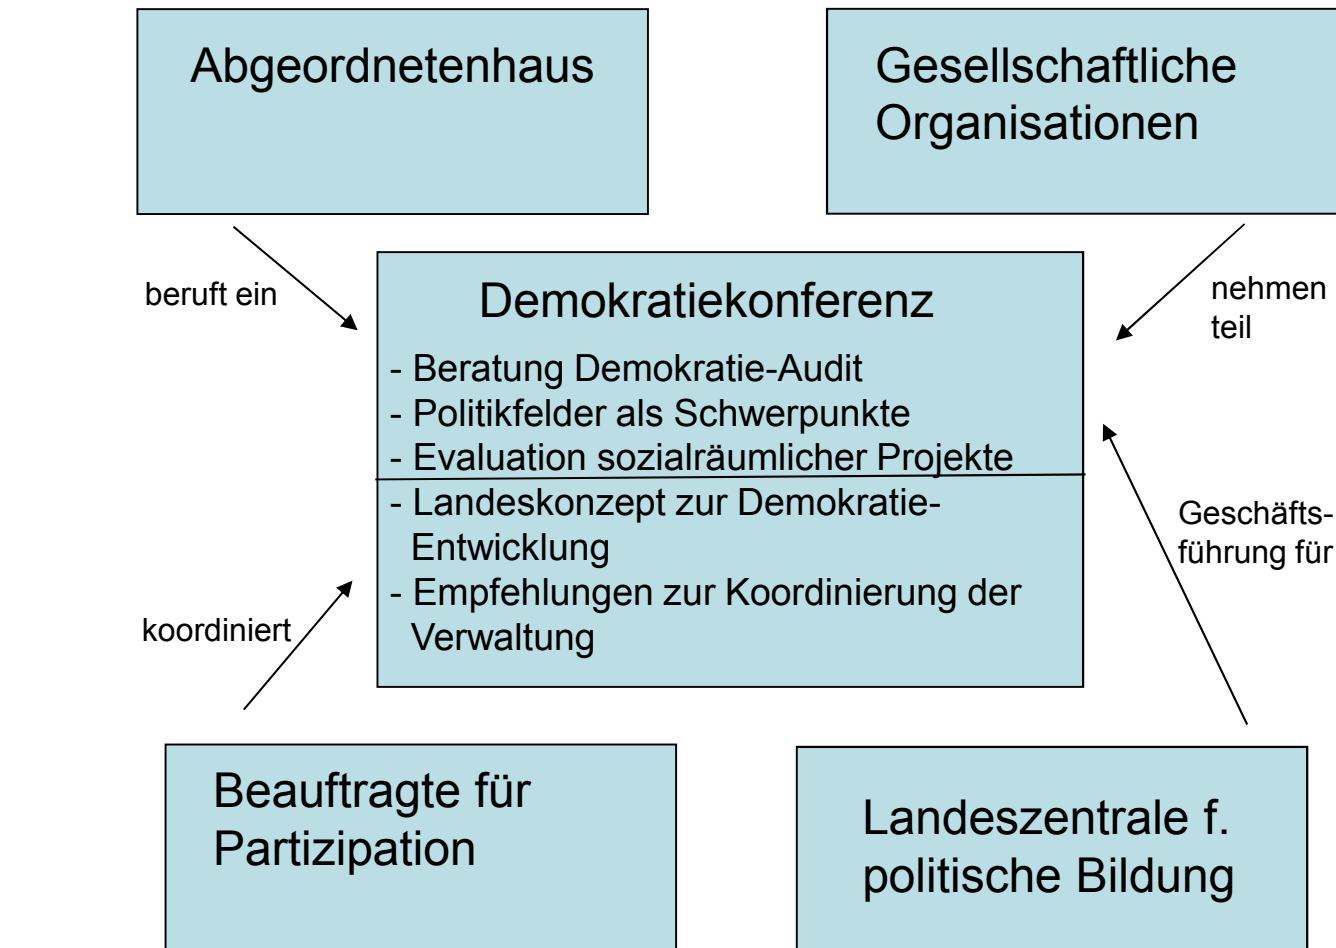 Abgeordnetenhaus
Gesellschaftliche
Organisationen
beruft ein
nehmen
teil
Demokratiekonferenz
- Beratung Demokratie-Audit
- Politikfelder als Schwerpunkte
- Evaluation sozialräumlicher Projekte
- Landeskonzept zur Demokratie-
Entwicklung
- Empfehlungen zur Koordinierung der
Verwaltung
Geschäfts-
führung für
koordiniert
Beauftragte für
Partizipation
Landeszentrale f.
politische Bildung